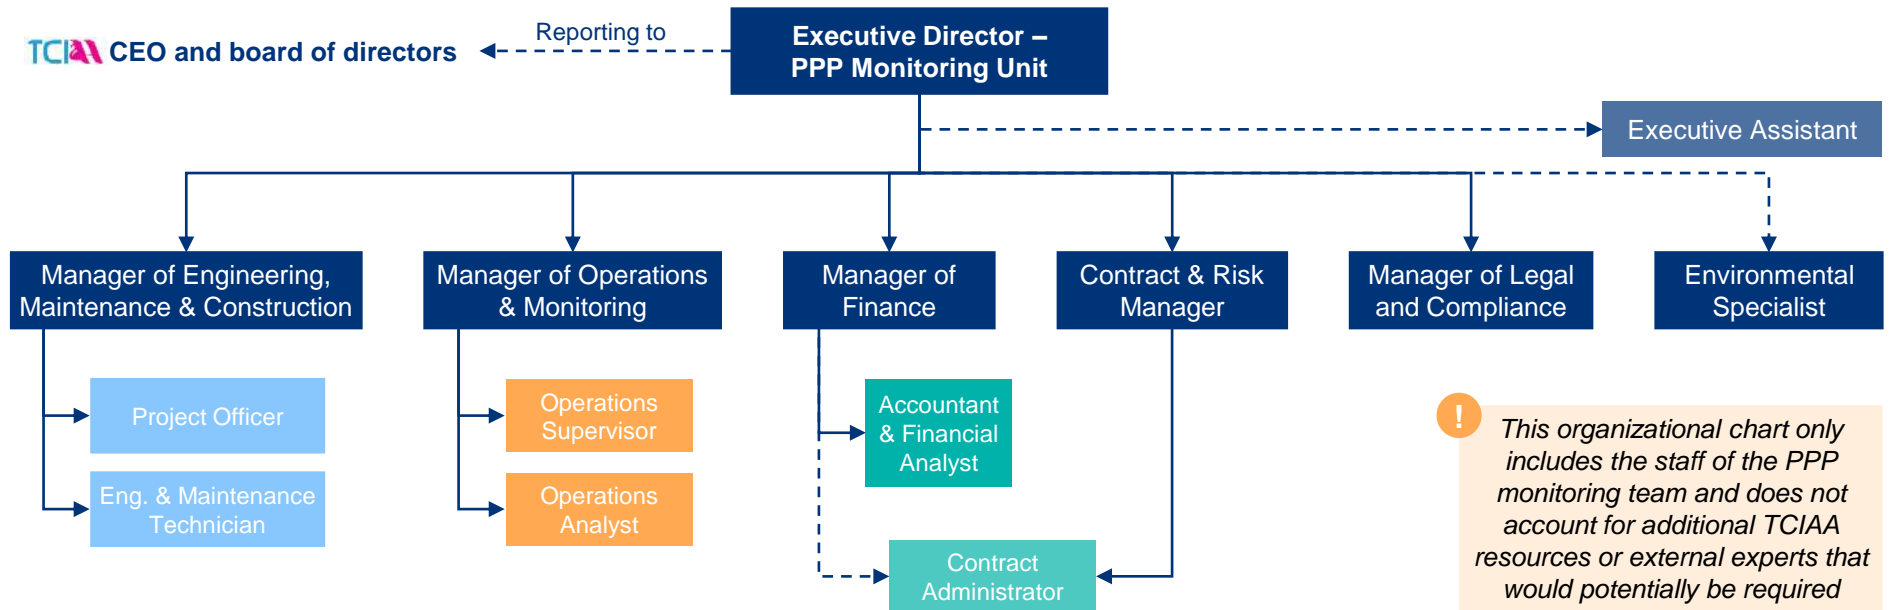 TCIAA CEO and board of directors
Reporting to
Executive Director –
PPP Monitoring Unit
Executive Assistant
Manager of Engineering,
Maintenance & Construction
Manager of Operations
& Monitoring
Manager of
Finance
Contract & Risk
Manager
Manager of Legal
and Compliance
Environmental
Specialist
Project Officer
Eng. & Maintenance
Technician
Operations
Supervisor
Operations
Analyst
Accountant
& Financial
Analyst
Contract
Administrator
!
This organizational chart only
includes the staff of the PPP
monitoring team and does not
account for additional TCIAA
resources or external experts that
would potentially be required